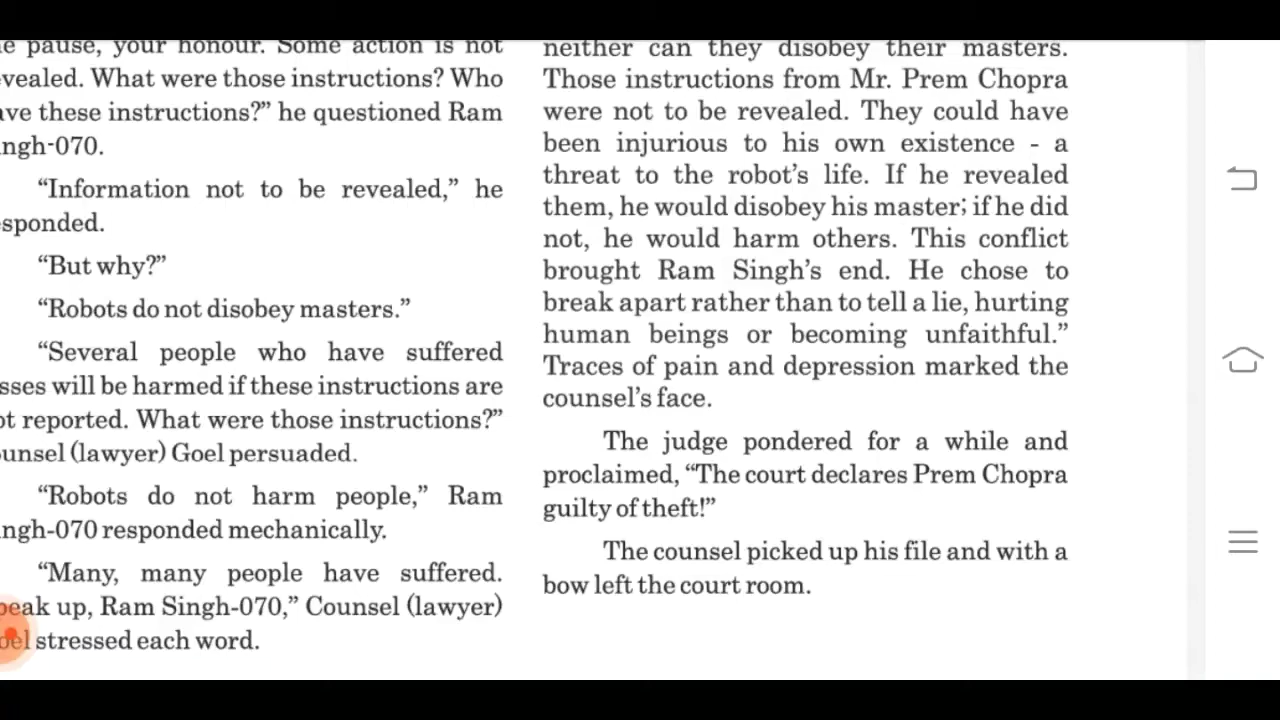 e pause, your honour. Some action is not
evealed. What were those instructions? Who
ave these instructions?” he questioned Ram
ngh-070.
“Information not to be revealed,” he
sponded.
“But why?”
“Robots do not disobey masters.”
“Several people who have suffered
sses will be harmed if these instructions are
ot reported. What were those instructions?”
ounsel (lawyer) Goel persuaded.
“Robots do not harm people,” Ram
ngh-070 responded mechanically.
“Many, many people have suffered.
peak up, Ram Singh-070,” Counsel (lawyer)
oel stressed each word.
neither can they disobey their masters.
Those instructions from Mr. Prem Chopra
were not to be revealed. They could have
been injurious to his own existence - a
threat to the robot’s life. If he revealed
them, he would disobey his master; if he did
not, he would harm others. This conflict
brought Ram Singh’s end. He chose to
break apart rather than to tell a lie, hurting
human beings or becoming unfaithful.”
Traces of pain and depression marked the
counsel’s face.
The judge pondered for a while and
proclaimed, “The court declares Prem Chopra
guilty of theft!”
The counsel picked up his file and with a
bow left the court room.